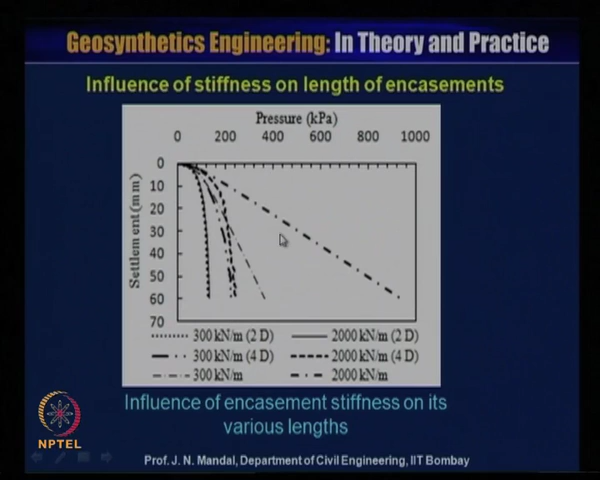 Geosynthetics Engineering: In Theory and Practice
Influence of stiffness on length of encasements
Pressure (kPa)
0 200 400 600 800 1000
Settlement (mm)
0
10
20
30
40
50
60
70
300 kN/m (2 D) 2000 kN/m (2 D)
300 kN/m (4 D) 2000 kN/m (4 D)
300 kN/m 2000 kN/m
Influence of encasement stiffness on its
various lengths
NPTEL
Prof. J. N. Mandal, Department of Civil Engineering, IIT Bombay